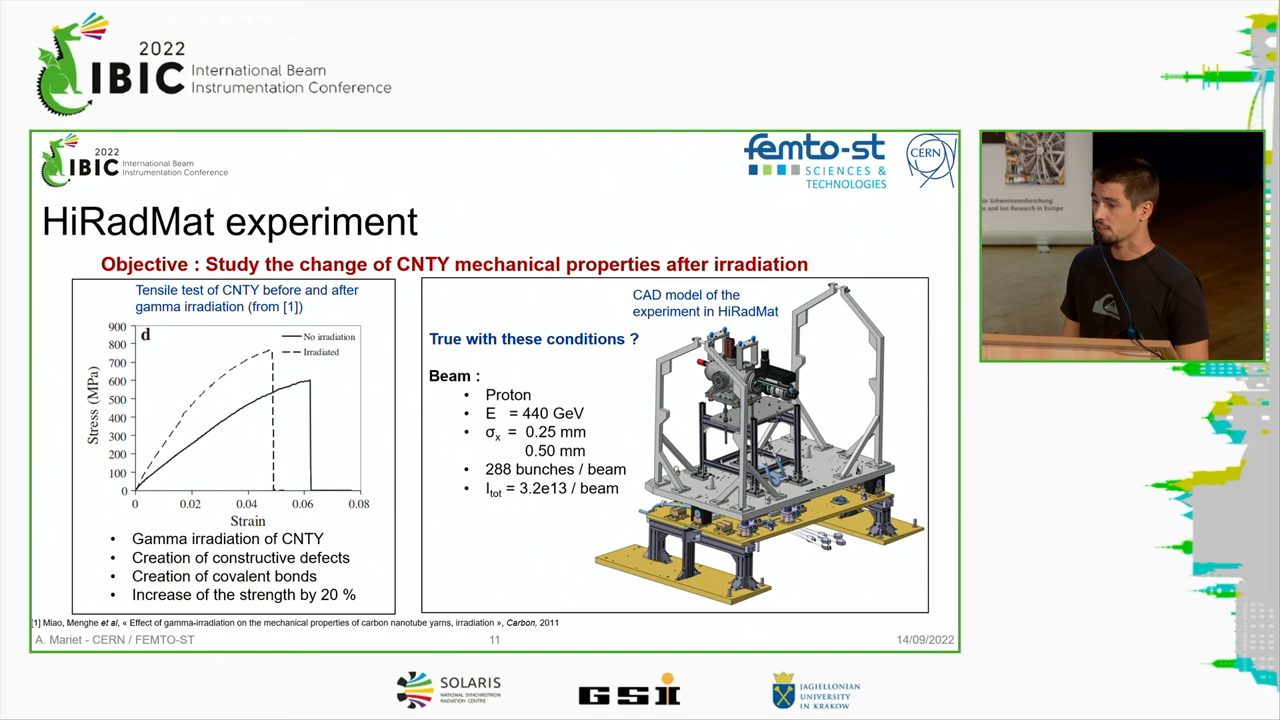 2022
IBIC International Beam
Instrumentation Conference
2022
IBIC International Beam
Instrumentation Conference
femto-st
SCIENCES &
TECHNOLOGIES
CERN
HiRadMat experiment
Objective : Study the change of CNTY mechanical properties after irradiation
Tensile test of CNTY before and after
gamma irradiation (from [1])
d
No irradiation
Irradiated
Stress (MPa)
900
800
700
600
500
400
300
200
100
0
0 0.02 0.04 0.06 0.08
Strain
• Gamma irradiation of CNTY
• Creation of constructive defects
• Creation of covalent bonds
• Increase of the strength by 20 %
CAD model of the
experiment in HiRadMat
True with these conditions ?
Beam :
• Proton
• E = 440 GeV
• σx = 0.25 mm
0.50 mm
• 288 bunches / beam
• Itot = 3.2e13 / beam
[1] Miao, Menghe et al, « Effect of gamma-irradiation on the mechanical properties of carbon nanotube yarns, irradiation », Carbon, 2011
A. Mariet - CERN / FEMTO-ST
11
14/09/2022
für Schwerionenforschung
n and Ion Research in Europe
SOLARIS
NATIONAL SYNCHROTRON
RADIATION CENTRE
GSI
JAGIELLONIAN
UNIVERSITY
IN KRAKOW